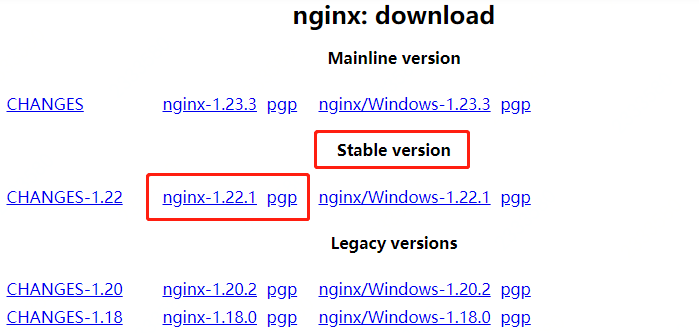 nginx: download
Mainline version
CHANGES nginx-1.23.3 pgp nginx/Windows-1.23.3 pgp
Stable version
CHANGES-1.22 nginx-1.22.1 pgp nginx/Windows-1.22.1 pgp
Legacy versions
CHANGES-1.20 nginx-1.20.2 pgp nginx/Windows-1.20.2 pgp
CHANGES-1.18 nginx-1.18.0 pgp nginx/Windows-1.18.0 pgp